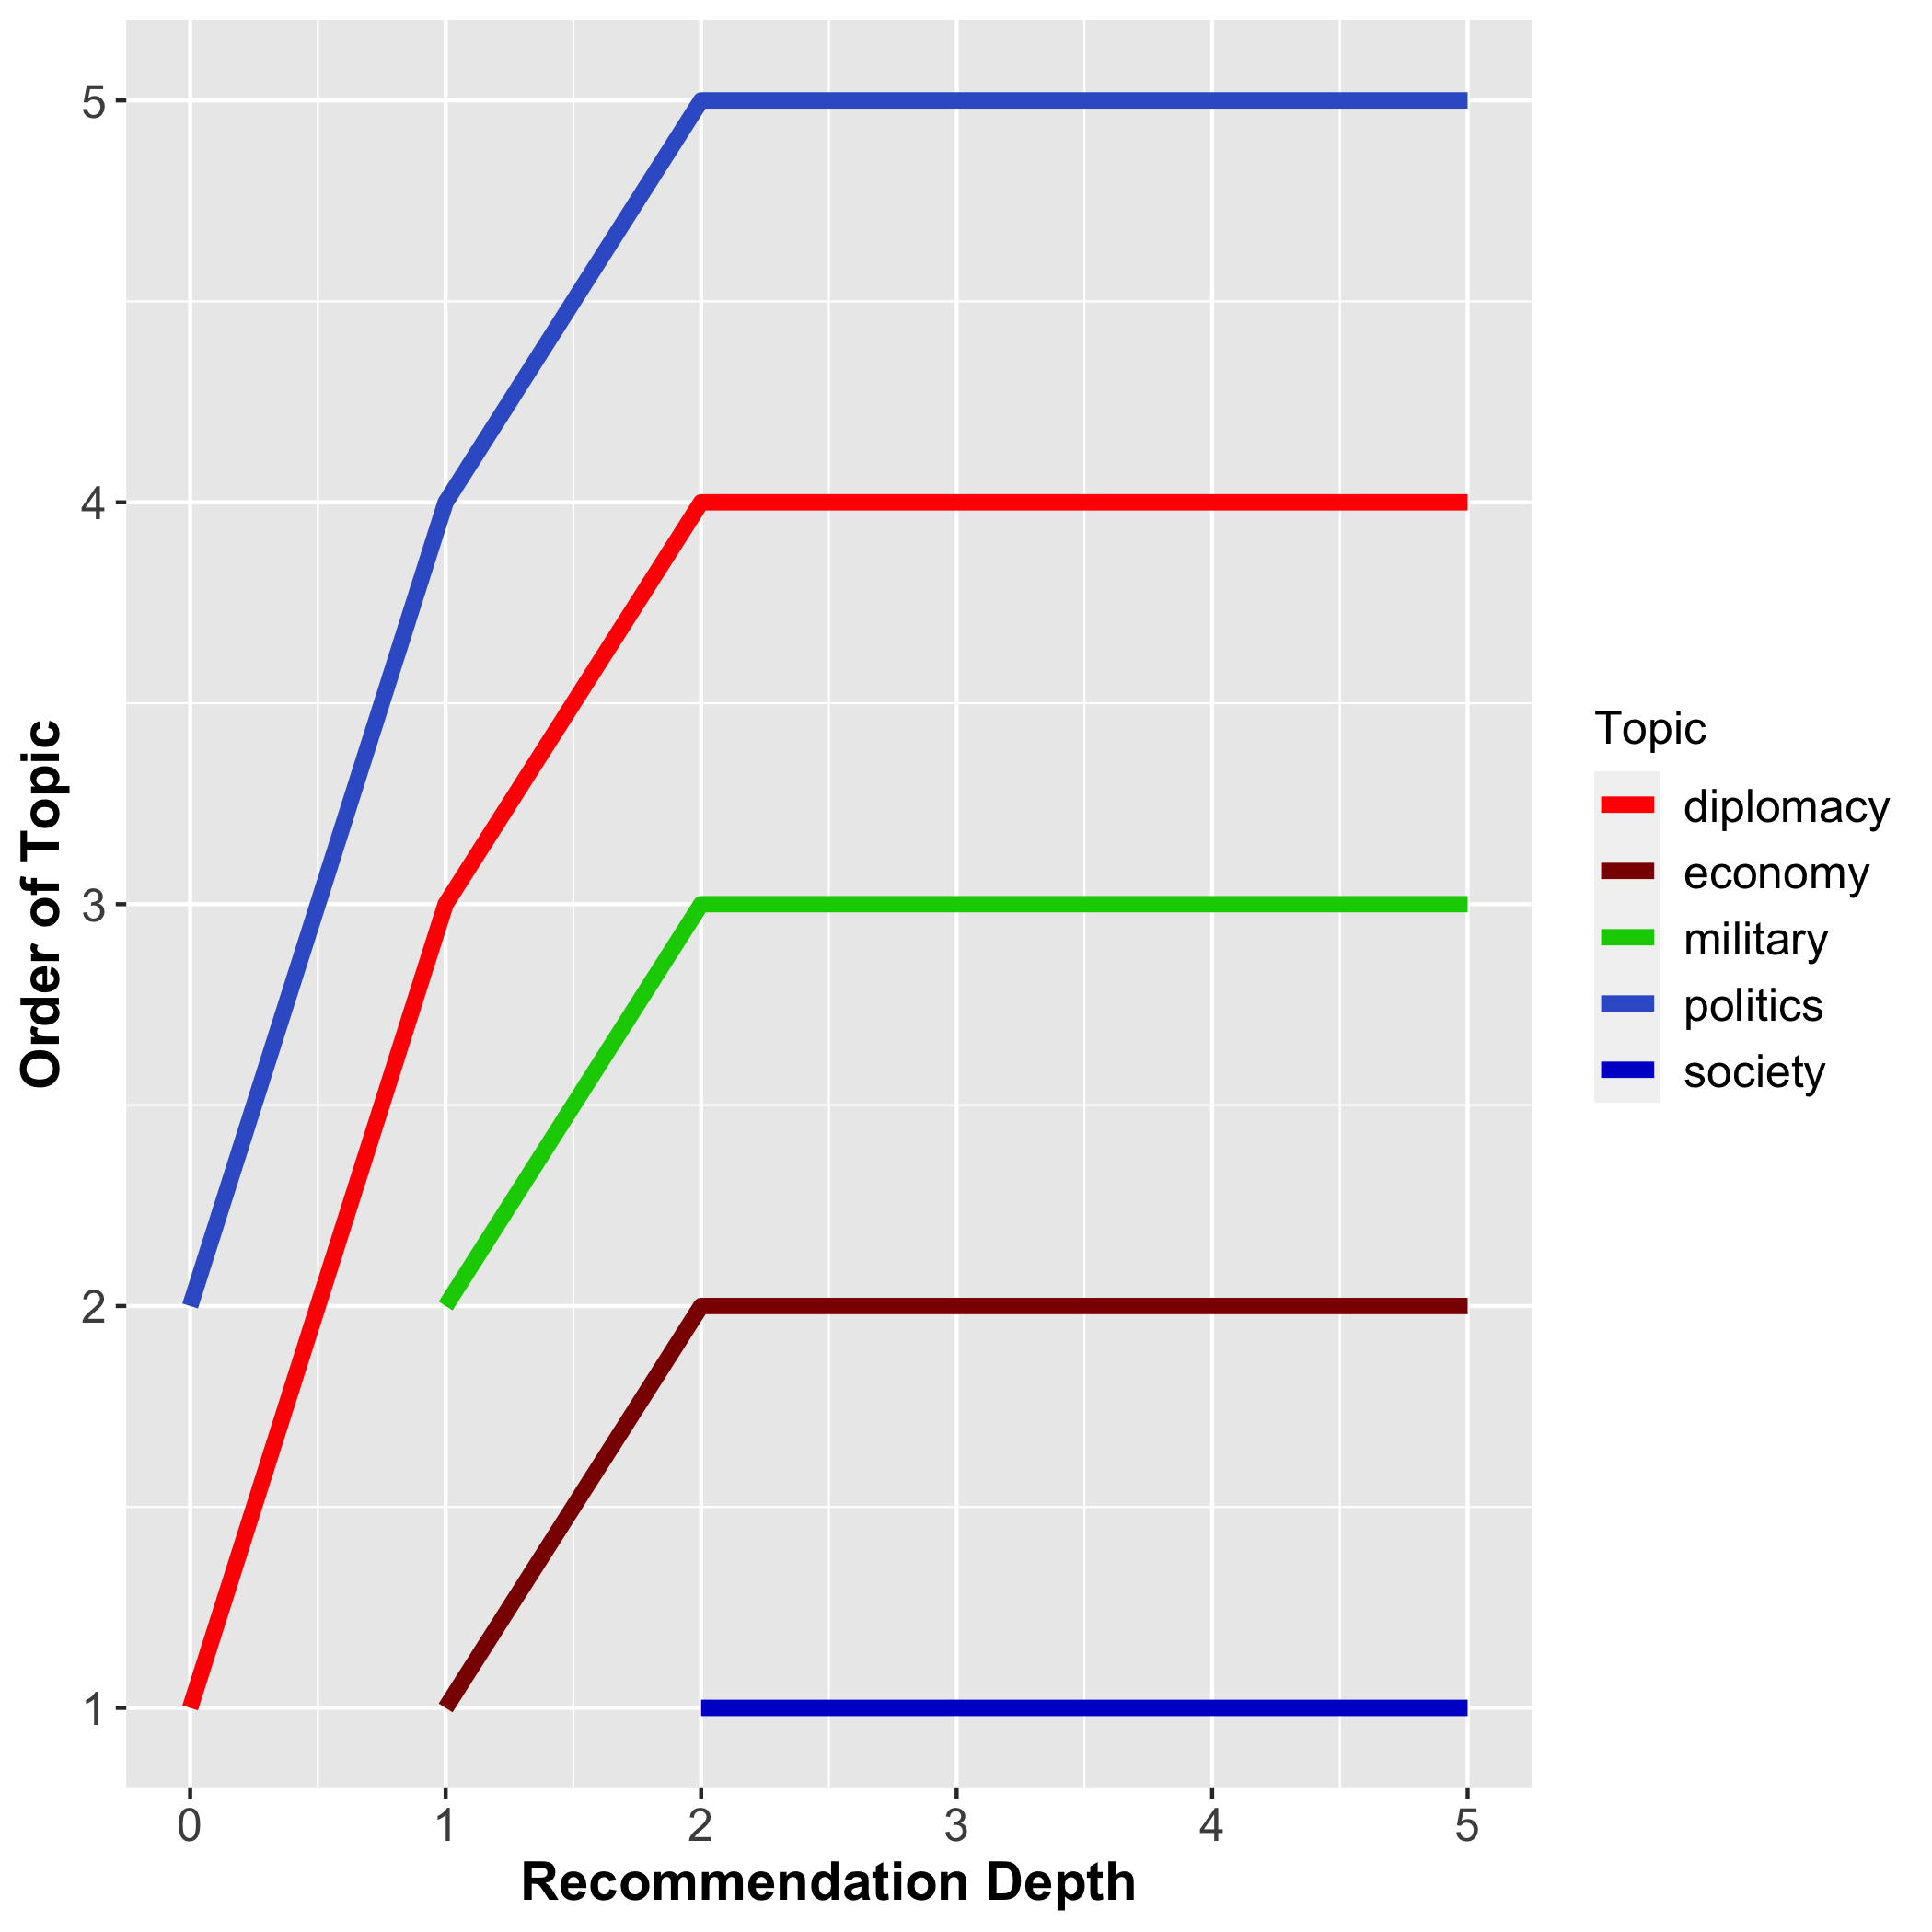 5
4
3
2
1
Order of Topic
0 1 2 3 4 5
Recommendation Depth
Topic
diplomacy
economy
military
politics
society